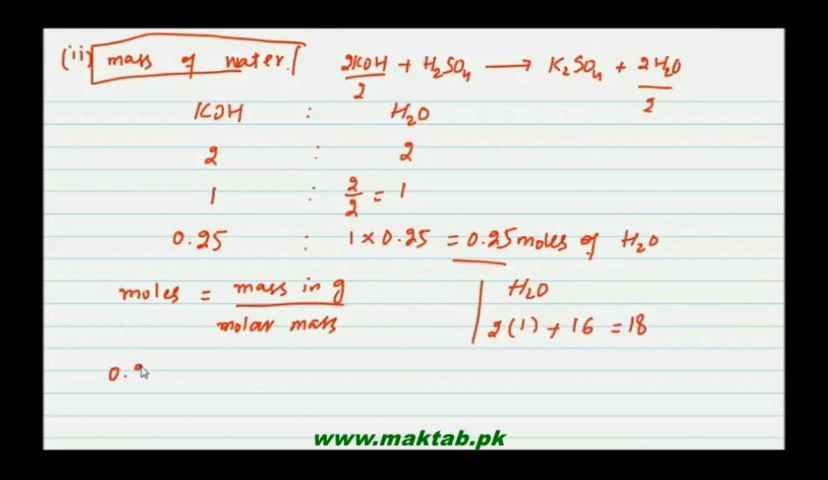 (ii) mass of water 2KOH/2 + H₂SO₄ → K₂SO₄ + 2H₂O/2
KOH : H₂O
2 : 2
1 : 2/2 = 1
0.25 : 1 × 0.25 = 0.25 moles of H₂O
moles = mass in g / molar mass
H₂O
2(1) + 16 = 18
0.2
www.maktab.pk